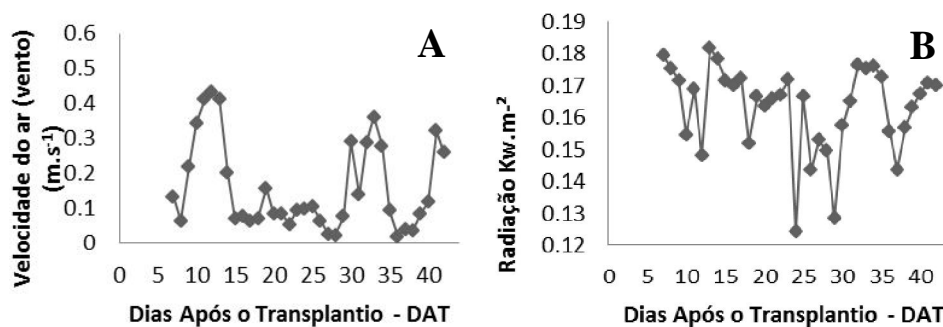 A
Velocidade do ar (vento)
(m.s-¹)
0.6
0.5
0.4
0.3
0.2
0.1
0
0 5 10 15 20 25 30 35 40
Dias Após o Transplantio - DAT
B
Radiação Kw.m-²
0.19
0.18
0.17
0.16
0.15
0.14
0.13
0.12
0 5 10 15 20 25 30 35 40
Dias Após o Transplantio - DAT